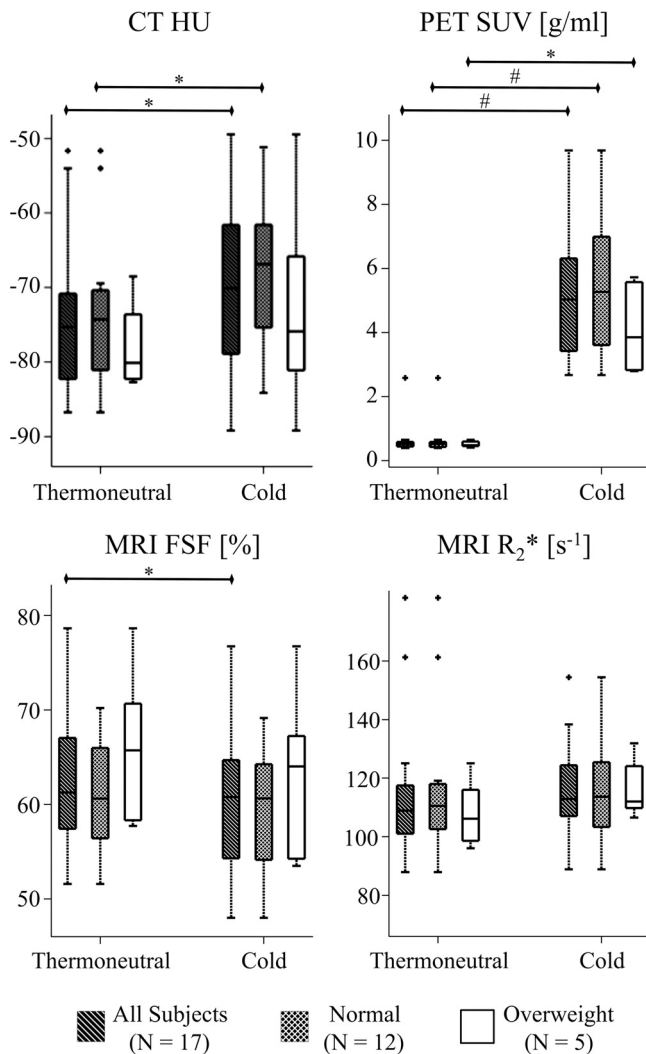 CT HU
*
*
-50
-60
-70
-80
-90
Thermoneutral Cold
PET SUV [g/ml]
*
#
#
10
8
6
4
2
0
Thermoneutral Cold
MRI FSF [%]
*
80
70
60
50
Thermoneutral Cold
MRI R₂* [s⁻¹]
160
140
120
100
80
Thermoneutral Cold
All Subjects
(N = 17)
Normal
(N = 12)
Overweight
(N = 5)